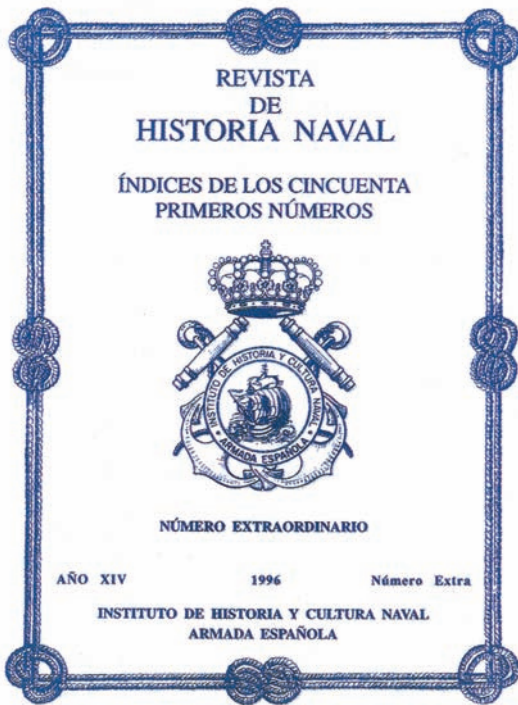 REVISTA
DE
HISTORIA NAVAL
ÍNDICES DE LOS CINCUENTA
PRIMEROS NÚMEROS
INSTITUTO DE HISTORIA Y CULTURA NAVAL
• ARMADA ESPAÑOLA •
NÚMERO EXTRAORDINARIO
AÑO XIV 1996 Número Extra
INSTITUTO DE HISTORIA Y CULTURA NAVAL
ARMADA ESPAÑOLA